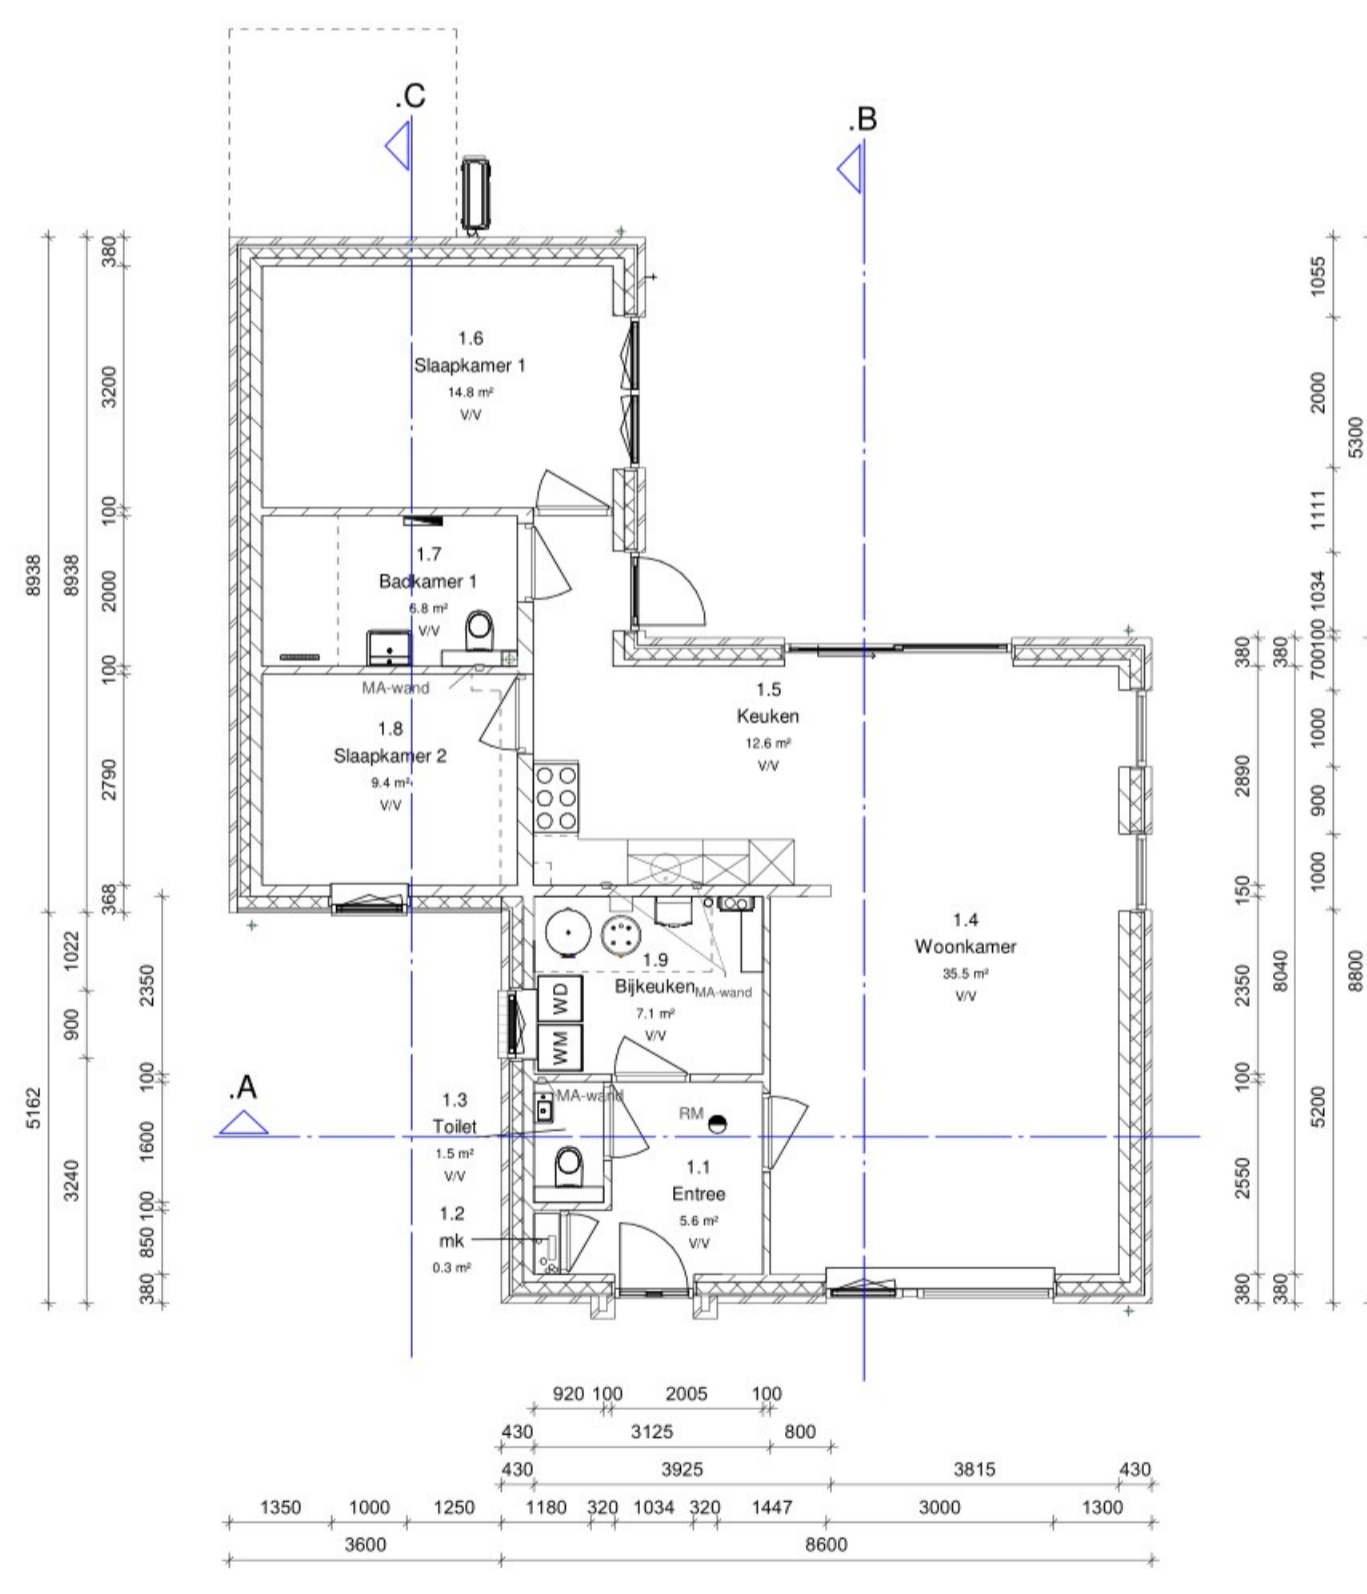 .C
.B
380
3200
100
2000
100
2790
368
8938
8938
1022
900
3240
5162
2350
100
1600
100
850
380
1055
2000
1111
1034
100
700
1000
900
1000
5200
5300
8800
380
2890
150
2350
100
2550
380
380
8040
380
1.6
Slaapkamer 1
14.8 m²
V/V
1.7
Badkamer 1
6.8 m²
V/V
MA-wand
1.8
Slaapkamer 2
9.4 m²
V/V
1.5
Keuken
12.6 m²
V/V
1.4
Woonkamer
35.5 m²
V/V
1.9
Bijkeuken
7.1 m²
V/V
MA-wand
WD
WM
.A
1.3
Toilet
1.5 m²
V/V
MA-wand
RM
1.1
Entree
5.6 m²
V/V
1.2
mk
0.3 m²
920 100 2005 100
430 3125 800
430 3925 3815 430
1350 1000 1250 1180 320 1034 320 1447 3000 1300
3600 8600